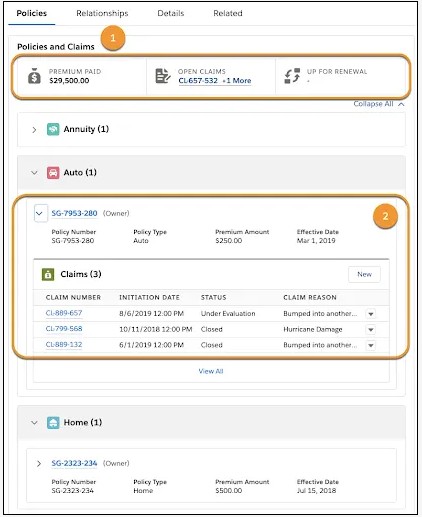 Policies Relationships Details Related
Policies and Claims
1
PREMIUM PAID OPEN CLAIMS UP FOR RENEWAL
$29,500.00 CL-657-532 +1 More -
Collapse All
Annuity (1)
Auto (1)
SG-7953-280 (Owner)
2
Policy Number Policy Type Premium Amount Effective Date
SG-7953-280 Auto $250.00 Mar 1, 2019
Claims (3) New
CLAIM NUMBER INITIATION DATE STATUS CLAIM REASON
CL-889-657 8/6/2019 12:00 PM Under Evaluation Bumped into another...
CL-799-568 10/11/2018 12:00 PM Closed Hurricane Damage
CL-889-132 6/1/2019 12:00 PM Closed Bumped into another...
View All
Home (1)
SG-2323-234 (Owner)
Policy Number Policy Type Premium Amount Effective Date
SG-2323-234 Home $500.00 Jul 15, 2018